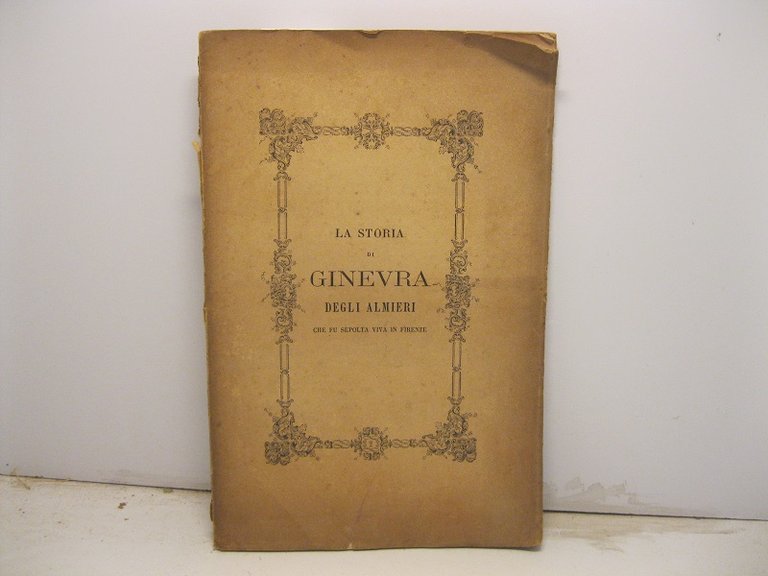 LA STORIA
DI
GINEVRA
DEGLI ALMIERI
CHE FU SEPOLTA VIVA IN FIRENZE